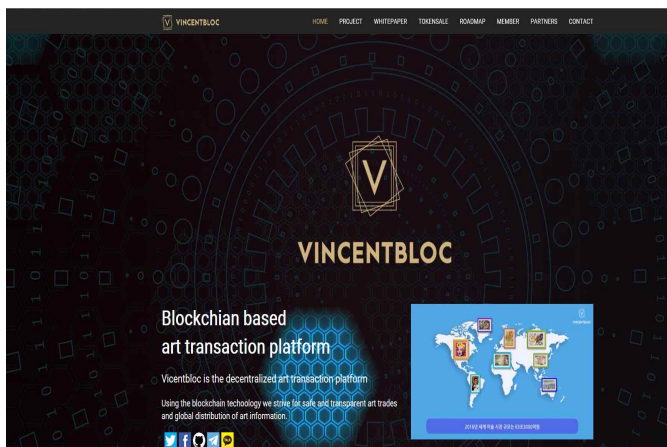 VINCENTBLOC
HOME PROJECT WHITEPAPER TOKENSALE ROADMAP MEMBER PARTNERS CONTACT
V
VINCENTBLOC
Blockchian based
art transaction platform
Vicentbloc is the decentralized art transaction platform
Using the blockchain techoology we strive for safe and transparent art trades
and global distribution of art information.